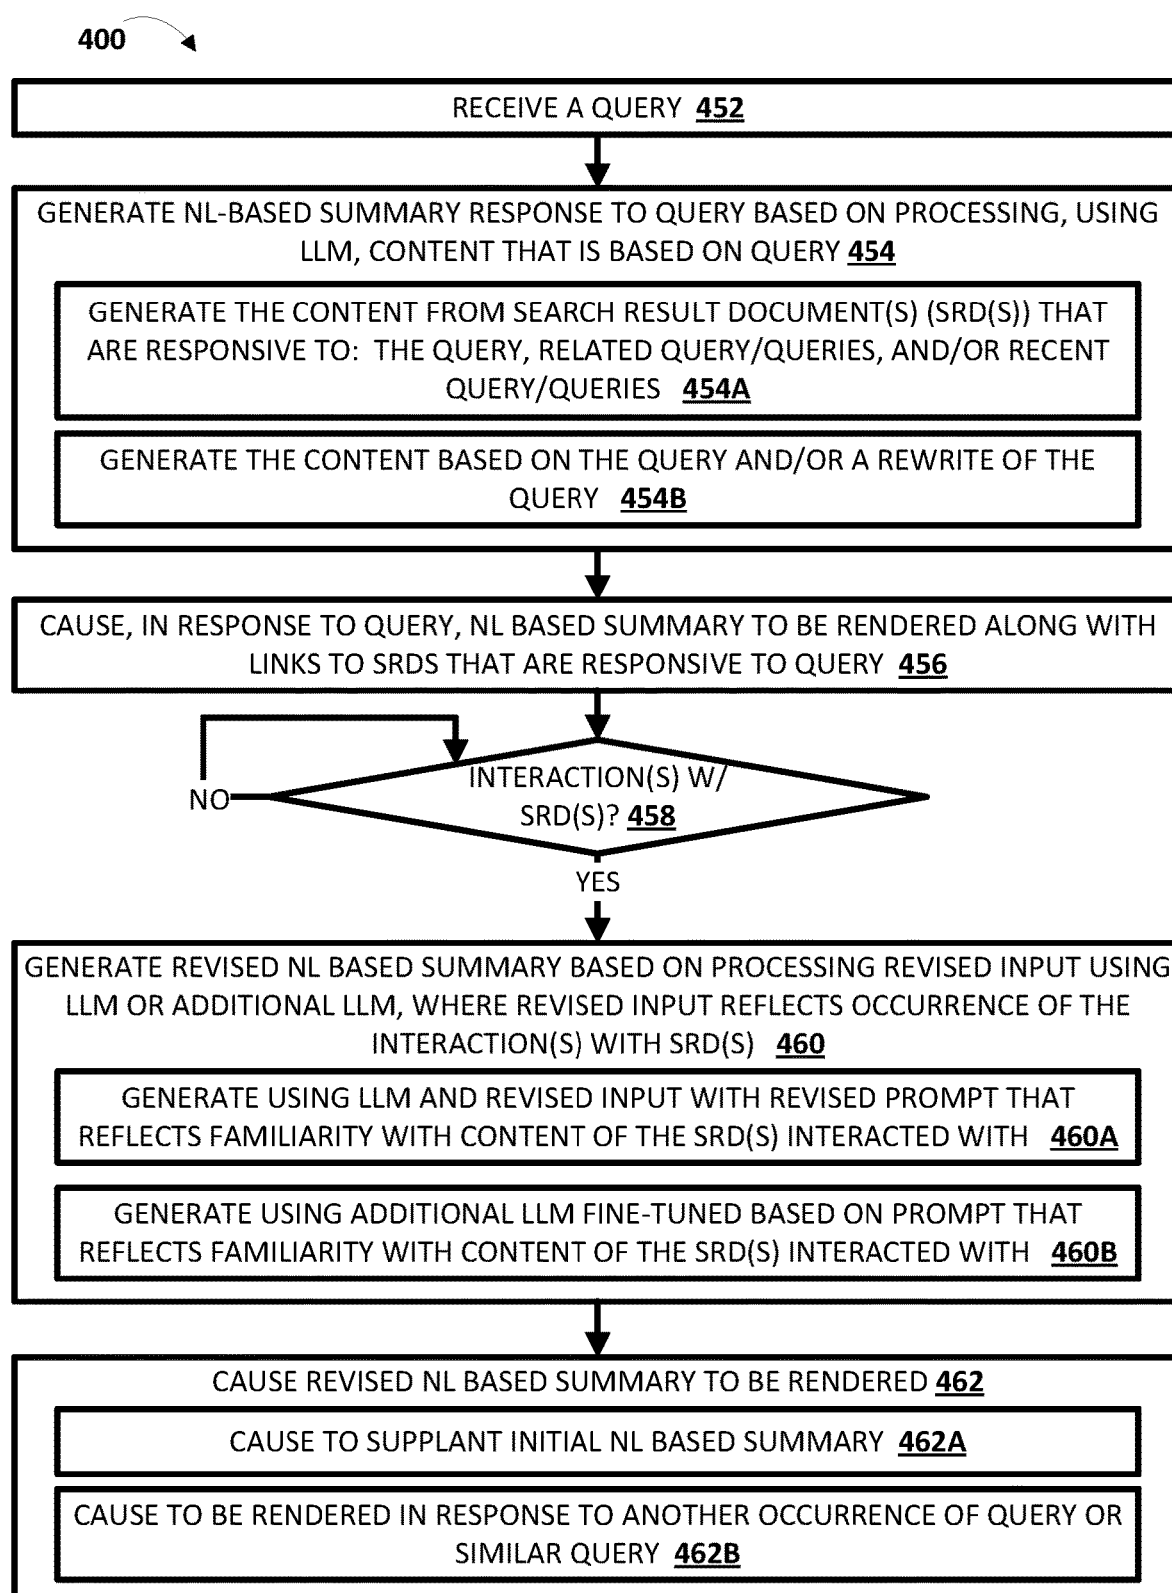 400
RECEIVE A QUERY 452
GENERATE NL-BASED SUMMARY RESPONSE TO QUERY BASED ON PROCESSING, USING
LLM, CONTENT THAT IS BASED ON QUERY 454
GENERATE THE CONTENT FROM SEARCH RESULT DOCUMENT(S) (SRD(S)) THAT
ARE RESPONSIVE TO: THE QUERY, RELATED QUERY/QUERIES, AND/OR RECENT
QUERY/QUERIES 454A
GENERATE THE CONTENT BASED ON THE QUERY AND/OR A REWRITE OF THE
QUERY 454B
CAUSE, IN RESPONSE TO QUERY, NL BASED SUMMARY TO BE RENDERED ALONG WITH
LINKS TO SRDS THAT ARE RESPONSIVE TO QUERY 456
INTERACTION(S) W/
SRD(S)? 458
NO
YES
GENERATE REVISED NL BASED SUMMARY BASED ON PROCESSING REVISED INPUT USING
LLM OR ADDITIONAL LLM, WHERE REVISED INPUT REFLECTS OCCURRENCE OF THE
INTERACTION(S) WITH SRD(S) 460
GENERATE USING LLM AND REVISED INPUT WITH REVISED PROMPT THAT
REFLECTS FAMILIARITY WITH CONTENT OF THE SRD(S) INTERACTED WITH 460A
GENERATE USING ADDITIONAL LLM FINE-TUNED BASED ON PROMPT THAT
REFLECTS FAMILIARITY WITH CONTENT OF THE SRD(S) INTERACTED WITH 460B
CAUSE REVISED NL BASED SUMMARY TO BE RENDERED 462
CAUSE TO SUPPLANT INITIAL NL BASED SUMMARY 462A
CAUSE TO BE RENDERED IN RESPONSE TO ANOTHER OCCURRENCE OF QUERY OR
SIMILAR QUERY 462B